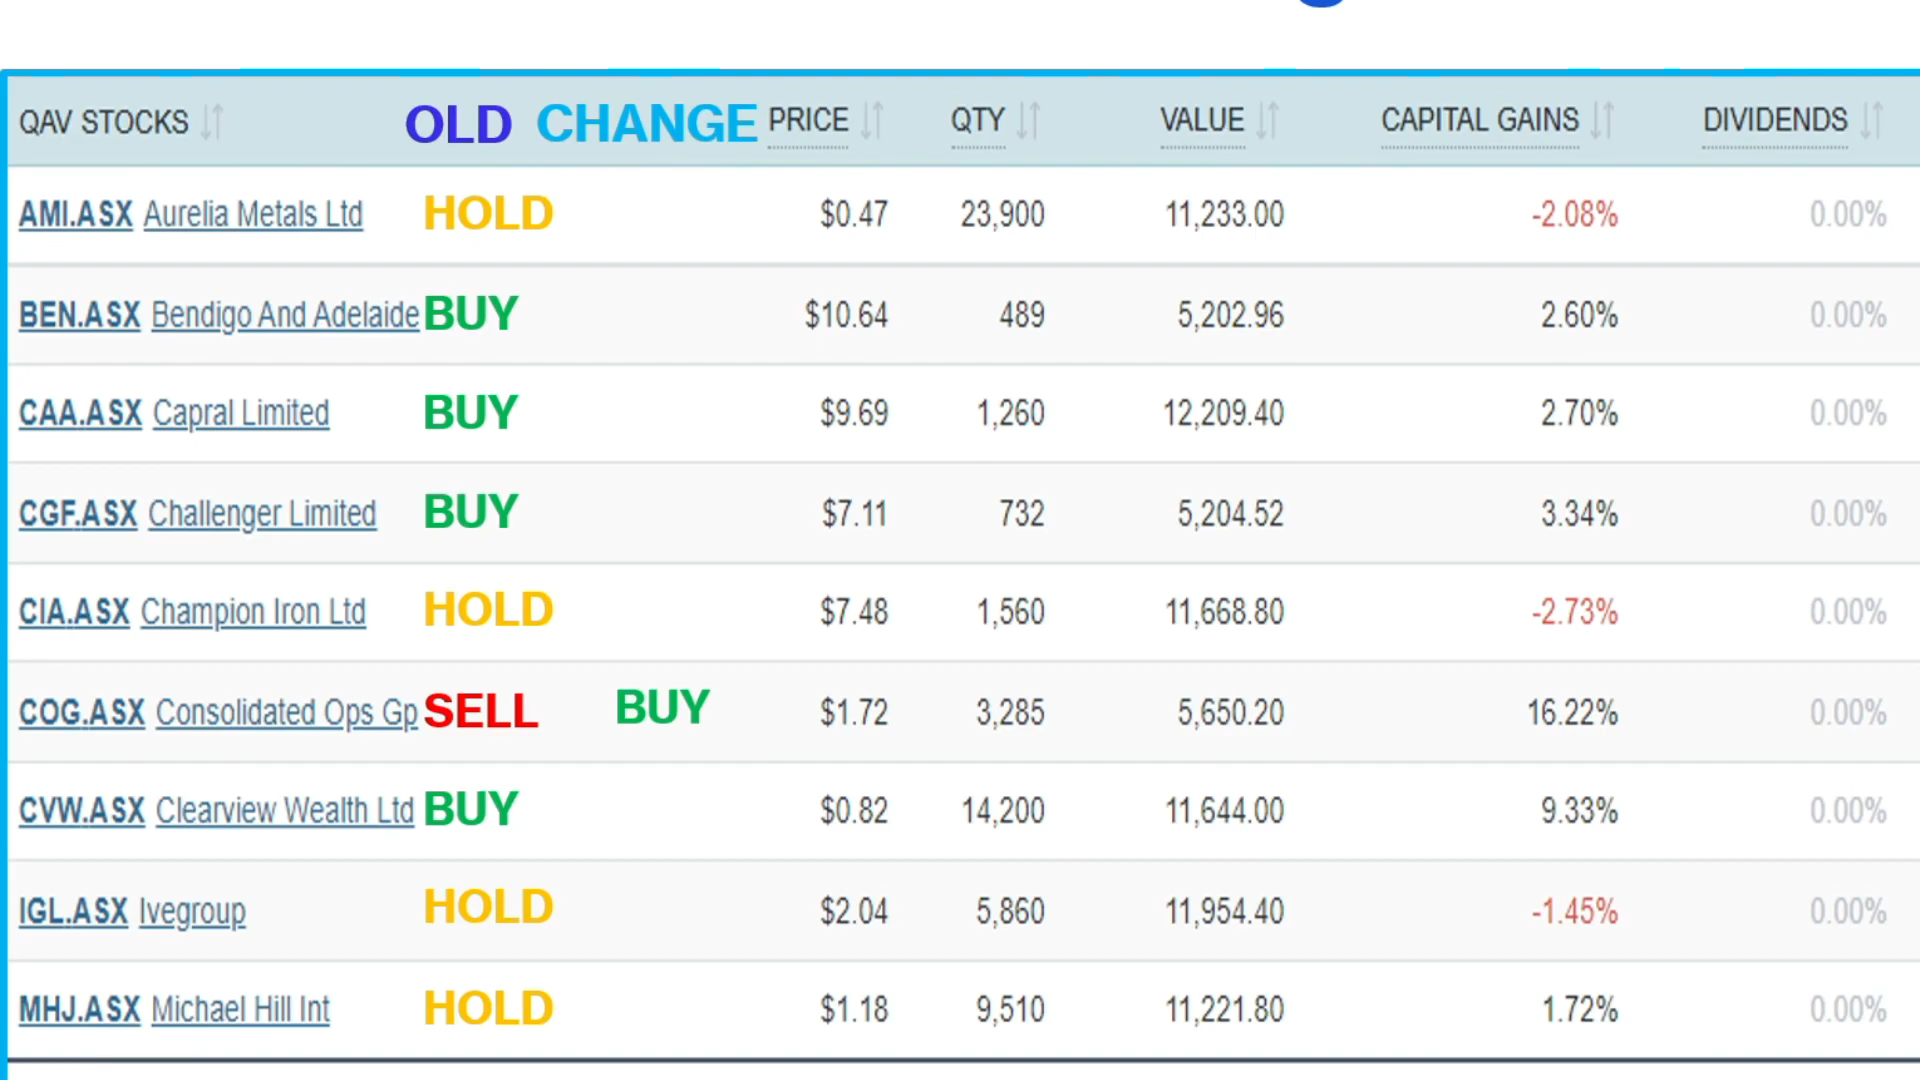 QAV STOCKS OLD CHANGE PRICE QTY VALUE CAPITAL GAINS DIVIDENDS
AMI.ASX Aurelia Metals Ltd HOLD $0.47 23,900 11,233.00 -2.08% 0.00%
BEN.ASX Bendigo And Adelaide BUY $10.64 489 5,202.96 2.60% 0.00%
CAA.ASX Capral Limited BUY $9.69 1,260 12,209.40 2.70% 0.00%
CGF.ASX Challenger Limited BUY $7.11 732 5,204.52 3.34% 0.00%
CIA.ASX Champion Iron Ltd HOLD $7.48 1,560 11,668.80 -2.73% 0.00%
COG.ASX Consolidated Ops Gp SELL BUY $1.72 3,285 5,650.20 16.22% 0.00%
CVW.ASX Clearview Wealth Ltd BUY $0.82 14,200 11,644.00 9.33% 0.00%
IGL.ASX Ivegroup HOLD $2.04 5,860 11,954.40 -1.45% 0.00%
MHJ.ASX Michael Hill Int HOLD $1.18 9,510 11,221.80 1.72% 0.00%